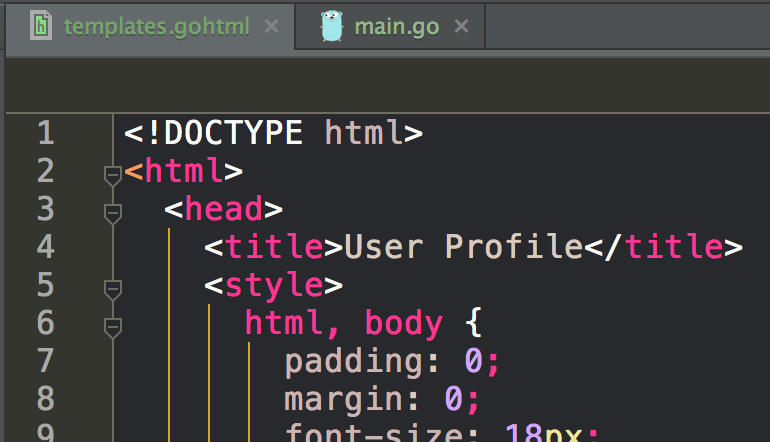 templates.gohtml × main.go ×
1 <!DOCTYPE html>
2 <html>
3 <head>
4 <title>User Profile</title>
5 <style>
6 html, body {
7 padding: 0;
8 margin: 0;
9 font-size: 18px;